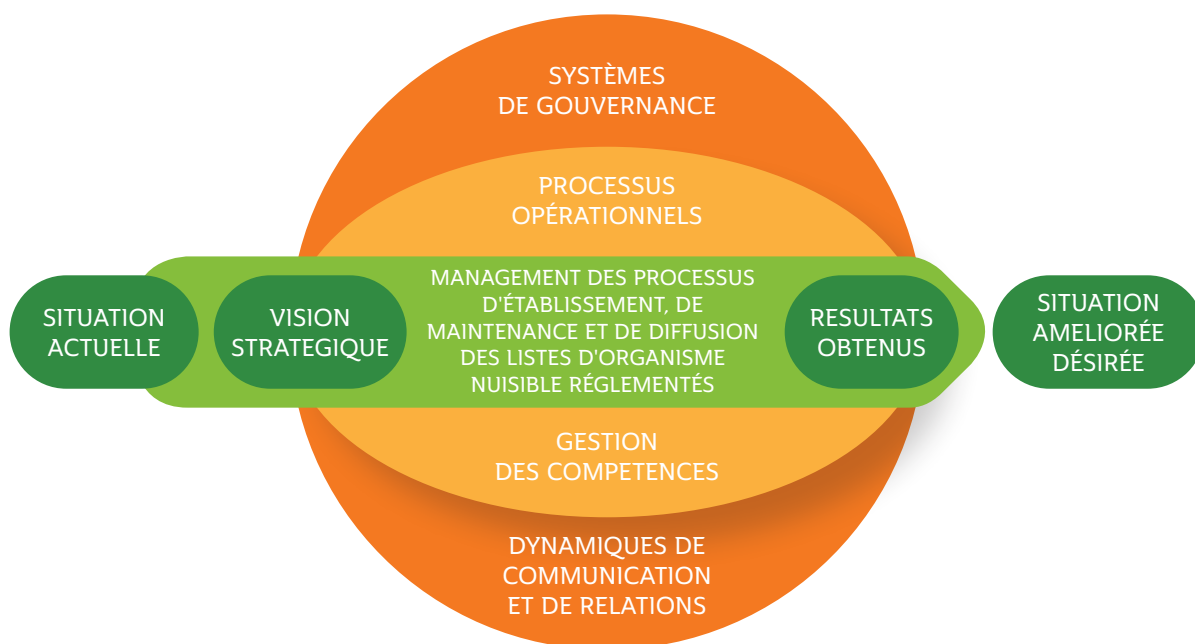 SYSTÈMES
DE GOUVERNANCE
PROCESSUS
OPÉRATIONNELS
SITUATION
ACTUELLE
VISION
STRATEGIQUE
MANAGEMENT DES PROCESSUS
D'ÉTABLISSEMENT, DE
MAINTENANCE ET DE DIFFUSION
DES LISTES D'ORGANISME
NUISIBLE RÉGLEMENTÉS
RESULTATS
OBTENUS
SITUATION
AMELIORÉE
DÉSIRÉE
GESTION
DES COMPETENCES
DYNAMIQUES DE
COMMUNICATION
ET DE RELATIONS